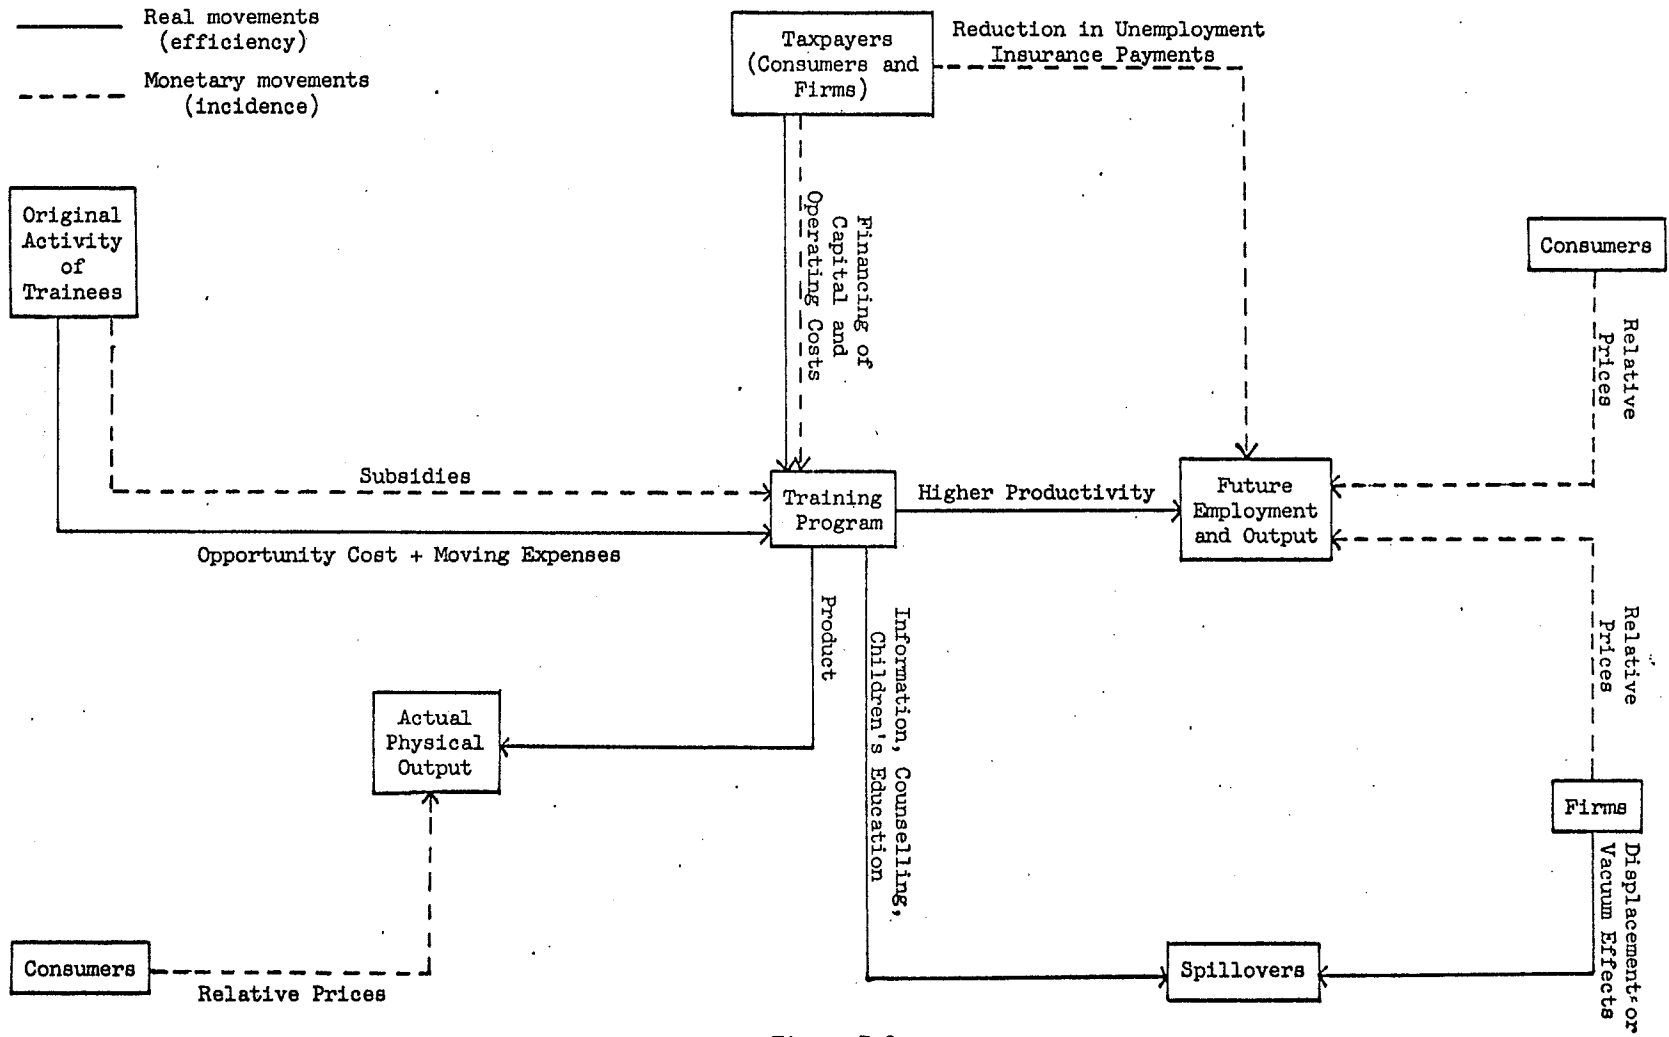 Real movements
(efficiency)
Monetary movements
(incidence)
Taxpayers
(Consumers and
Firms)
Reduction in Unemployment
Insurance Payments
Original
Activity
of
Trainees
Financing of
Capital and
Operating Costs
Consumers
Relative
Prices
Subsidies
Opportunity Cost + Moving Expenses
Training
Program
Higher Productivity
Future
Employment
and Output
Product
Information, Counselling,
Children's Education
Relative
Prices
Actual
Physical
Output
Firms
Displacement or
Vacuum Effects
Consumers
Relative Prices
Spillovers